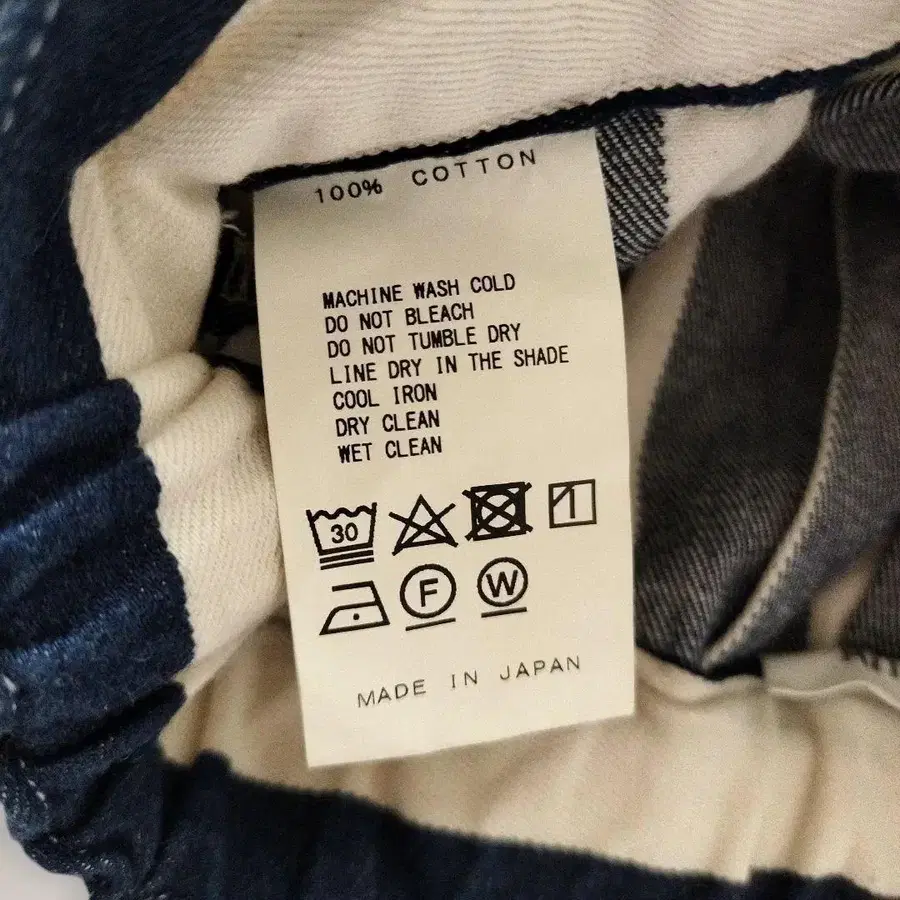 100% COTTON
MACHINE WASH COLD
DO NOT BLEACH
DO NOT TUMBLE DRY
LINE DRY IN THE SHADE
COOL IRON
DRY CLEAN
WET CLEAN
30
F W
MADE IN JAPAN